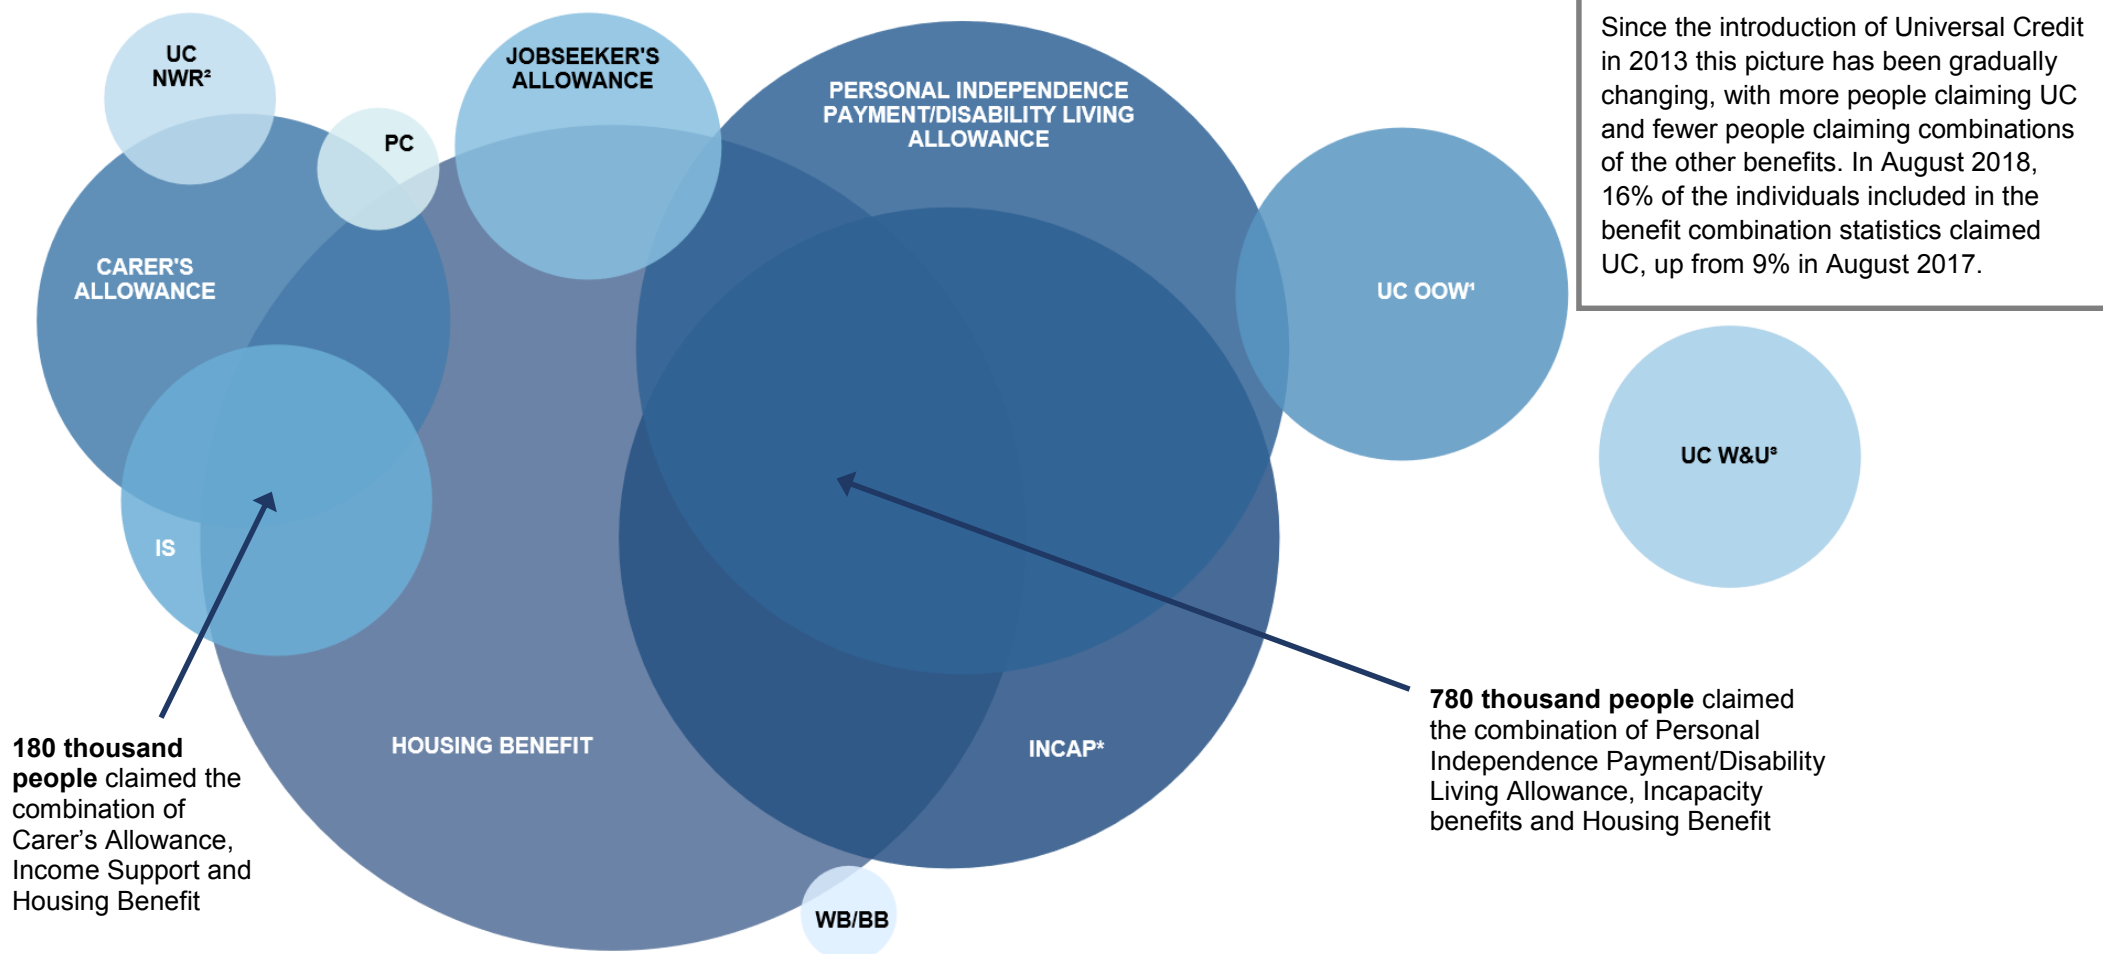 UC
NWR²
PC
JOBSEEKER'S
ALLOWANCE
PERSONAL INDEPENDENCE
PAYMENT/DISABILITY LIVING
ALLOWANCE
Since the introduction of Universal Credit
in 2013 this picture has been gradually
changing, with more people claiming UC
and fewer people claiming combinations
of the other benefits. In August 2018,
16% of the individuals included in the
benefit combination statistics claimed
UC, up from 9% in August 2017.
CARER'S
ALLOWANCE
UC OOW¹
UC W&U³
IS
HOUSING BENEFIT
INCAP*
WB/BB
180 thousand
people claimed the
combination of
Carer’s Allowance,
Income Support and
Housing Benefit
780 thousand people claimed
the combination of Personal
Independence Payment/Disability
Living Allowance, Incapacity
benefits and Housing Benefit